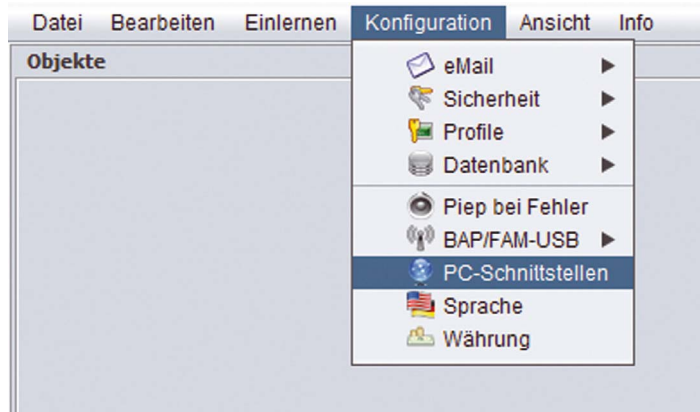 Datei Bearbeiten Einlernen Konfiguration Ansicht Info
Objekte
eMail
Sicherheit
Profile
Datenbank
Piep bei Fehler
BAP/FAM-USB
PC-Schnittstellen
Sprache
Währung